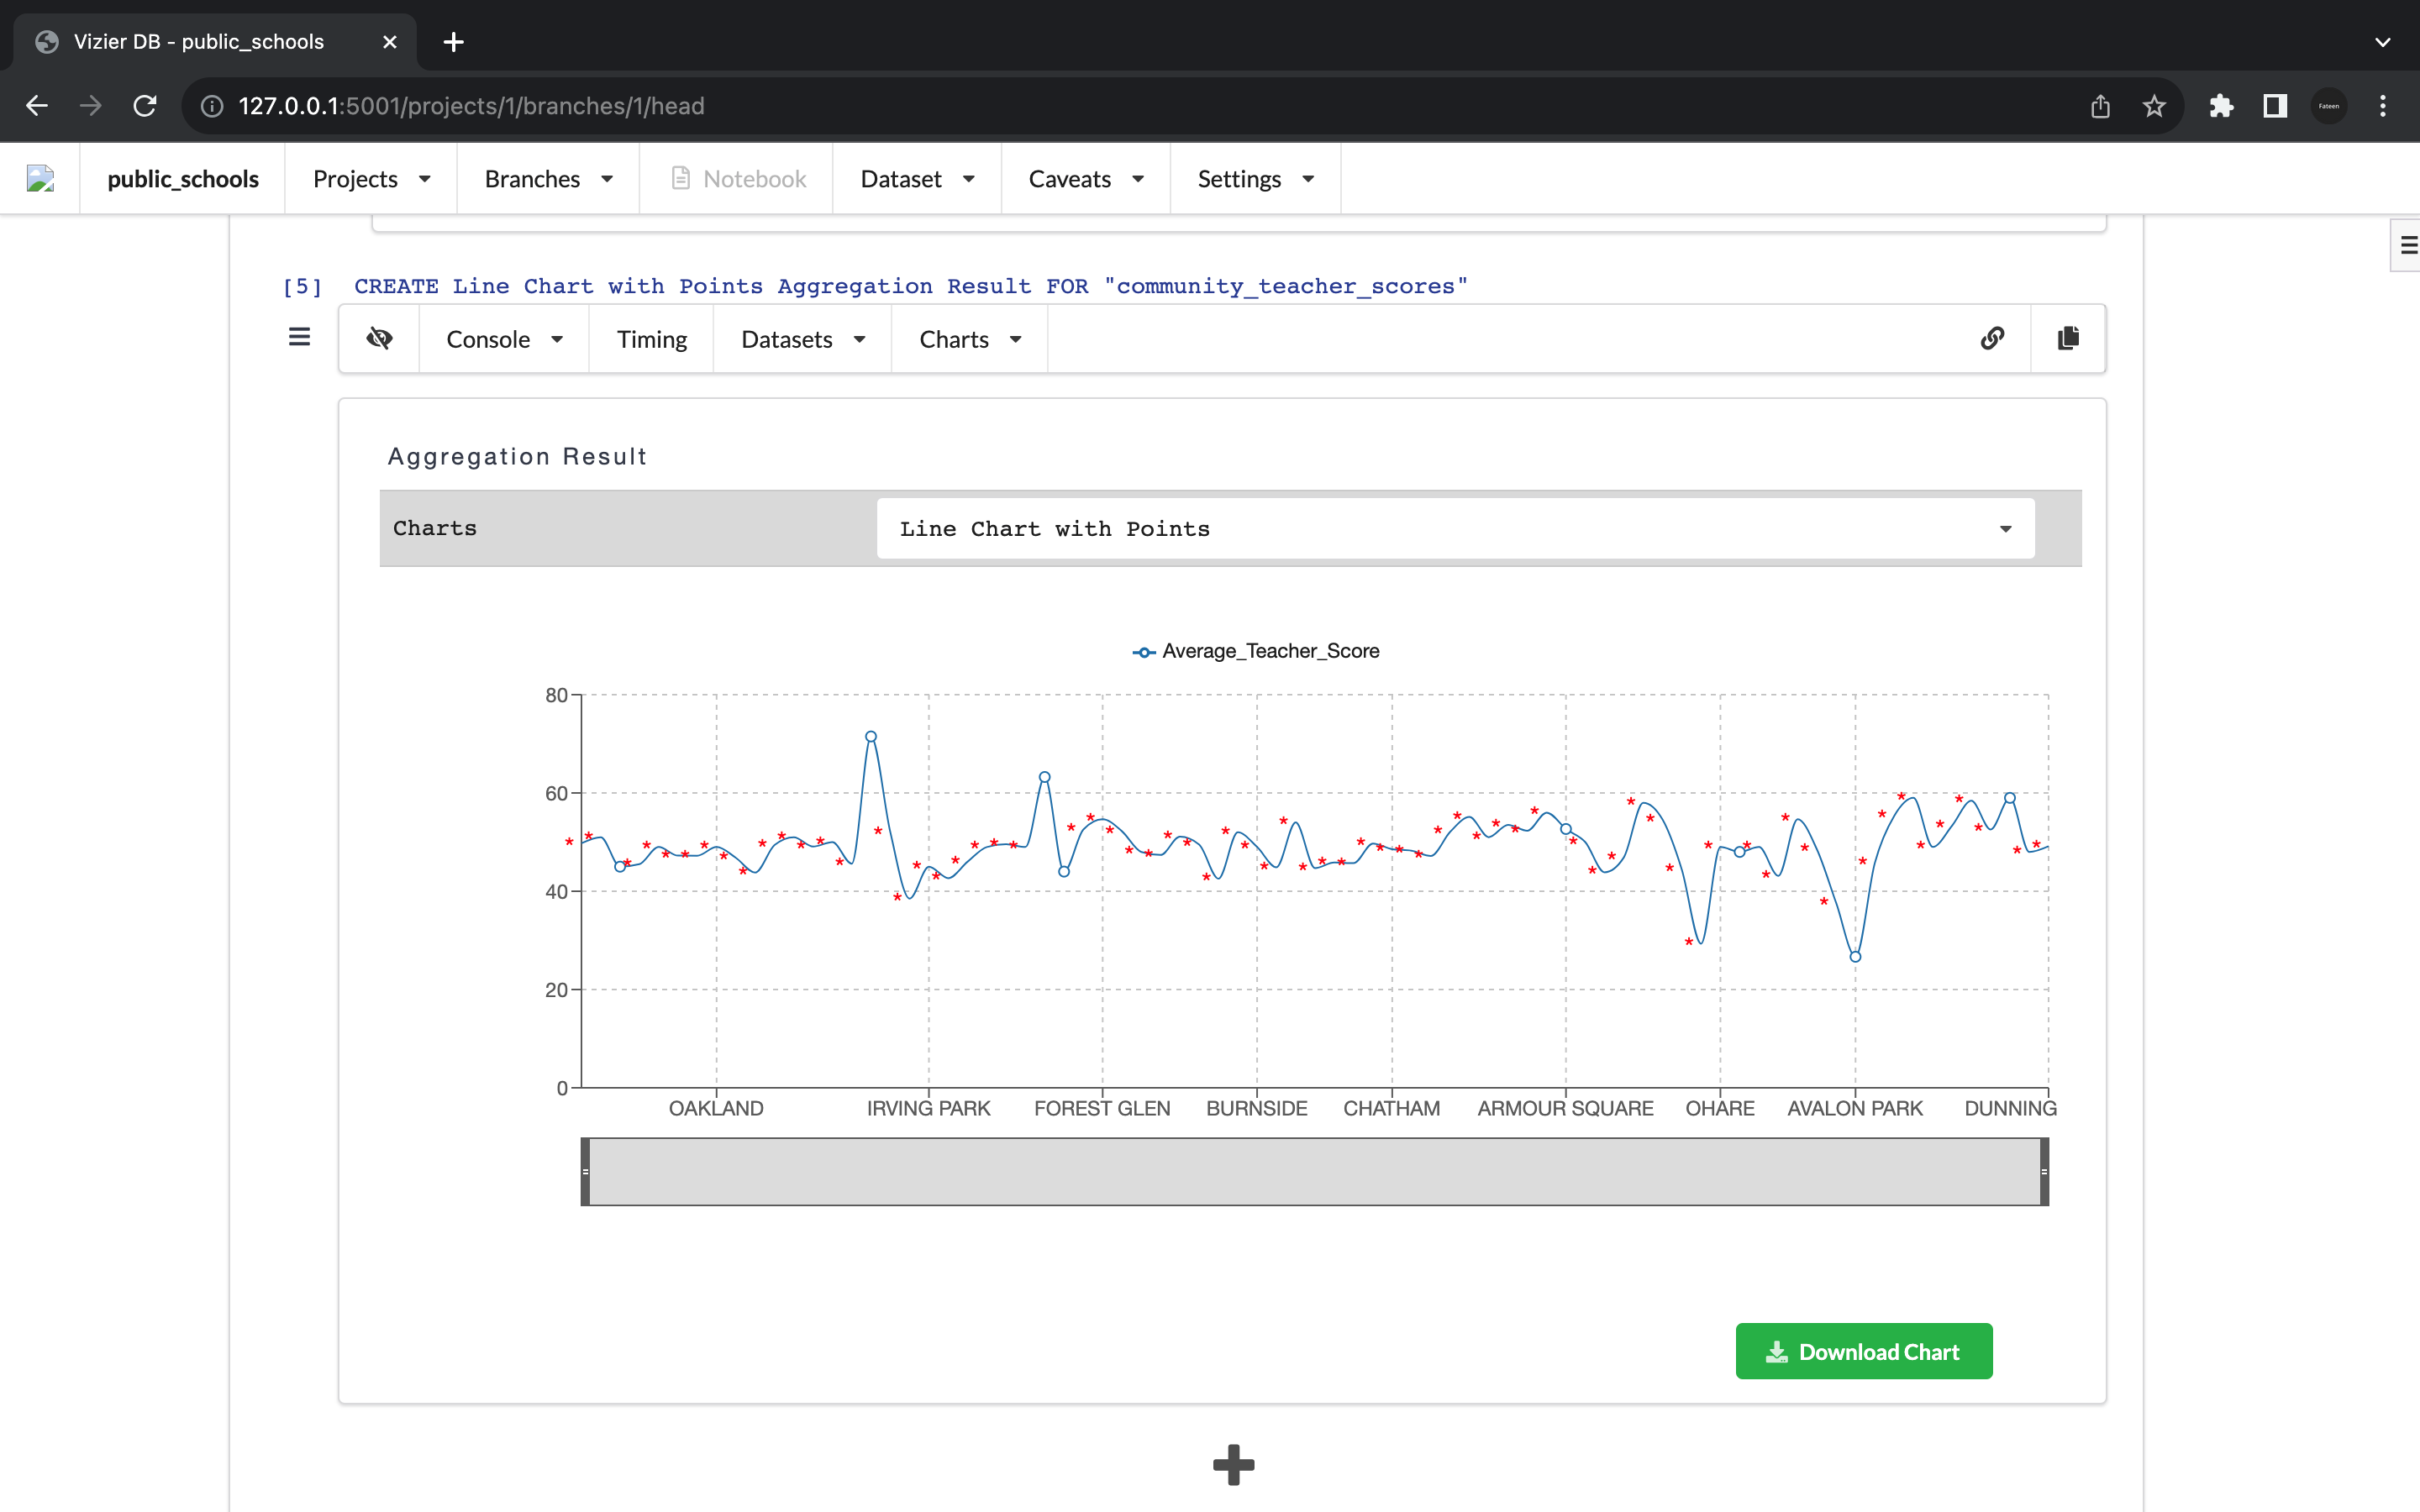 Vizier DB - public_schools
127.0.0.1:5001/projects/1/branches/1/head
Fateen
public_schools Projects Branches Notebook Dataset Caveats Settings
[5] CREATE Line Chart with Points Aggregation Result FOR "community_teacher_scores"
Console Timing Datasets Charts
Aggregation Result
Charts Line Chart with Points
Average_Teacher_Score
80
60
40
20
0
OAKLAND IRVING PARK FOREST GLEN BURNSIDE CHATHAM ARMOUR SQUARE OHARE AVALON PARK DUNNING
Download Chart